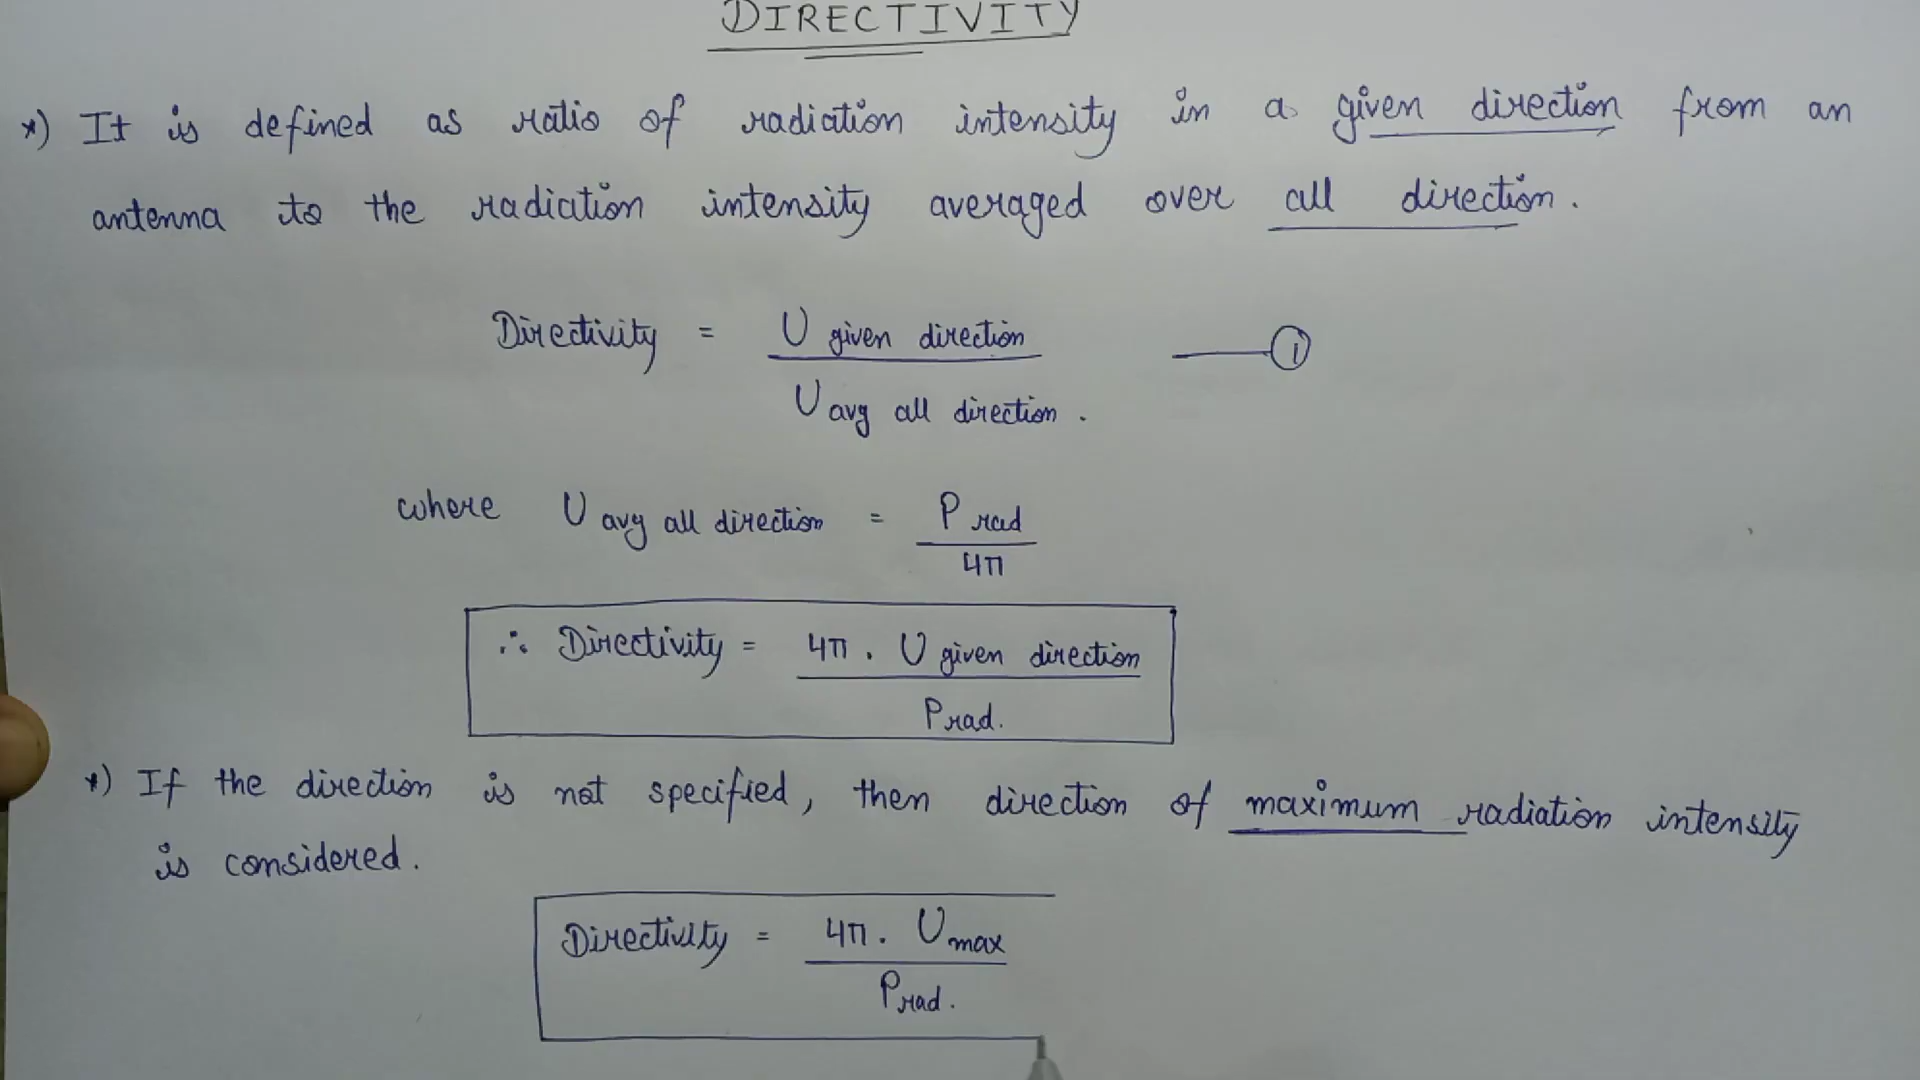 DIRECTIVITY
*) It is defined as ratio of radiation intensity in a given direction from an
antenna to the radiation intensity averaged over all direction.
Directivity = U given direction —— ①
U avg all direction.
where U avg all direction = P rad
4π
∴ Directivity = 4π . U given direction
Prad.
*) If the direction is not specified, then direction of maximum radiation intensity
is considered.
Directivity = 4π . Umax
Prad.